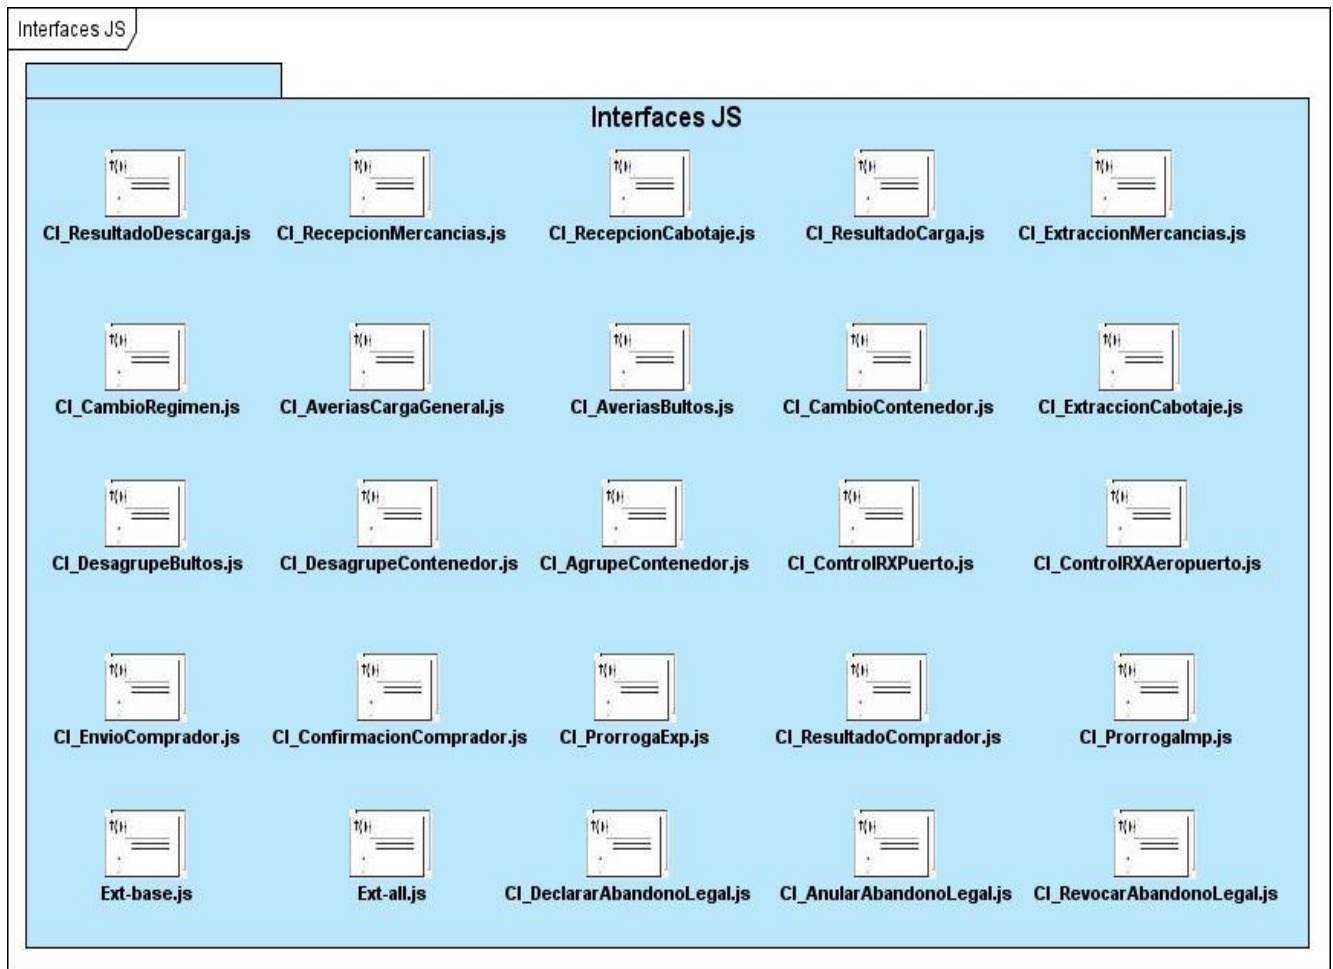 Interfaces JS
Interfaces JS
CI_ResultadoDescarga.js CI_RecepcionMercancias.js CI_RecepcionCabotaje.js CI_ResultadoCarga.js CI_ExtraccionMercancias.js
CI_CambioRegimen.js CI_AveriasCargaGeneral.js CI_AveriasBultos.js CI_CambioContenedor.js CI_ExtraccionCabotaje.js
CI_DesagrupeBultos.js CI_DesagrupeContenedor.js CI_AgrupeContenedor.js CI_ControlRXPuerto.js CI_ControlRXAeropuerto.js
CI_EnvioComprador.js CI_ConfirmacionComprador.js CI_ProrrogaExp.js CI_ResultadoComprador.js CI_ProrrogaImp.js
Ext-base.js Ext-all.js CI_DeclararAbandonoLegal.js CI_AnularAbandonoLegal.js CI_RevocarAbandonoLegal.js